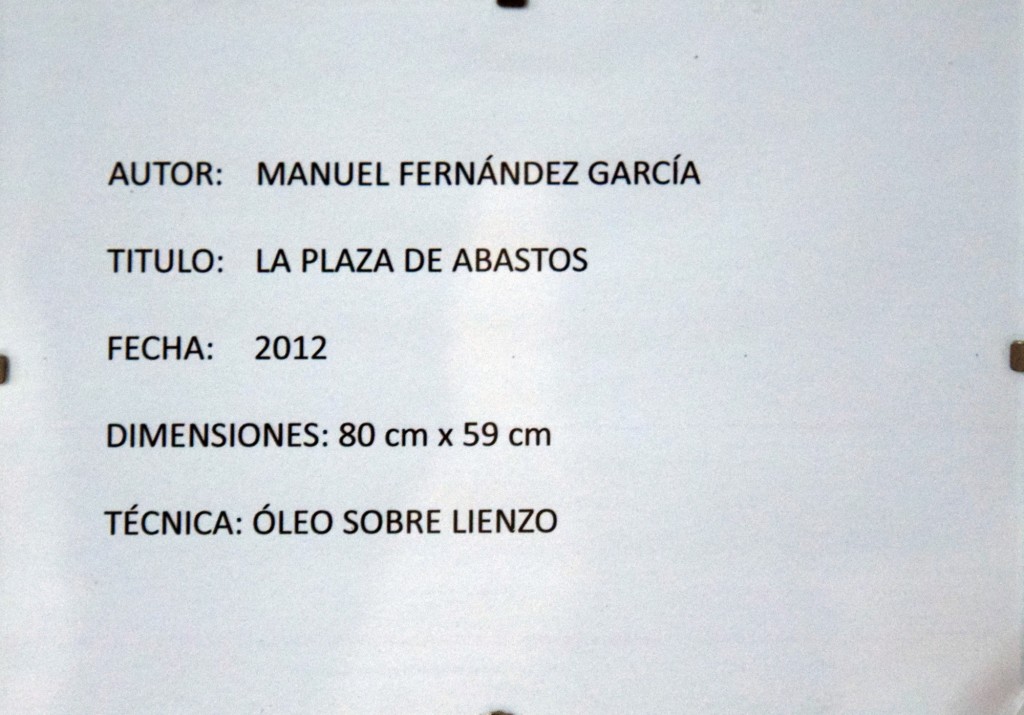 AUTOR: MANUEL FERNÁNDEZ GARCÍA
TITULO: LA PLAZA DE ABASTOS
FECHA: 2012
DIMENSIONES: 80 cm x 59 cm
TÉCNICA: ÓLEO SOBRE LIENZO